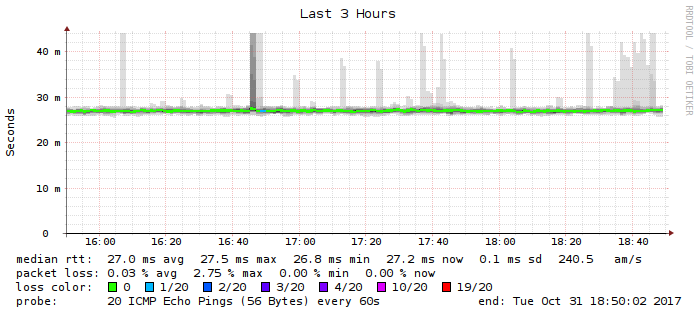 Last 3 Hours
RRDTOOL / TOBI OETIKER
Seconds
40 m
30 m
20 m
10 m
0
16:00 16:20 16:40 17:00 17:20 17:40 18:00 18:20 18:40
median rtt: 27.0 ms avg 27.5 ms max 26.8 ms min 27.2 ms now 0.1 ms sd 240.5 am/s
packet loss: 0.03 % avg 2.75 % max 0.00 % min 0.00 % now
loss color: 0 1/20 2/20 3/20 4/20 10/20 19/20
probe: 20 ICMP Echo Pings (56 Bytes) every 60s end: Tue Oct 31 18:50:02 2017